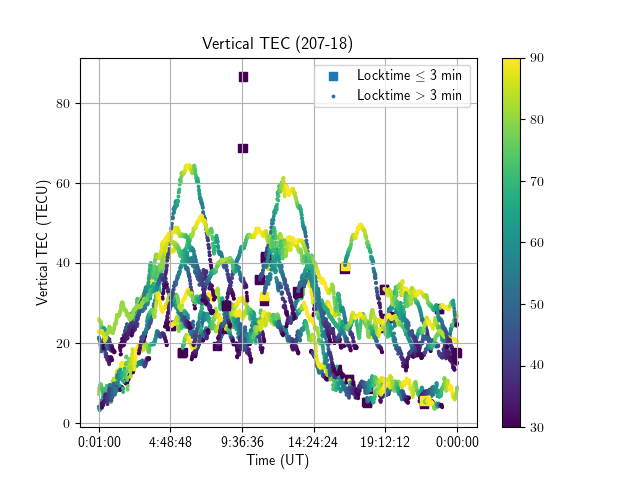 Vertical TEC (207-18)
Locktime ≤ 3 min
Locktime > 3 min
Vertical TEC (TECU)
80
60
40
20
0
0:01:00 4:48:48 9:36:36 14:24:24 19:12:12 0:00:00
Time (UT)
90
80
70
60
50
40
30